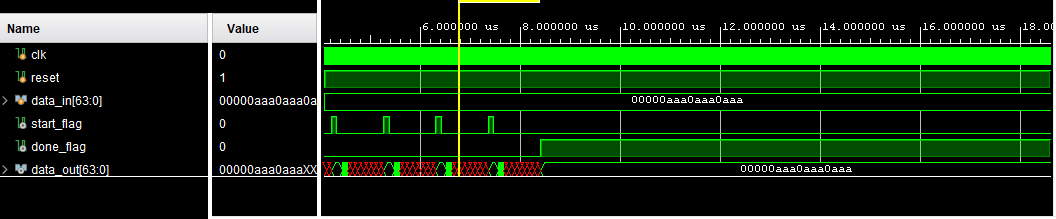 Name Value
6.000000 us 8.000000 us 10.000000 us 12.000000 us 14.000000 us 16.000000 us 18.00
clk 0
reset 1
data_in[63:0] 00000aaa0aaa0a 00000aaa0aaa0aaa
start_flag 0
done_flag 0
data_out[63:0] 00000aaa0aaaXX 00000aaa0aaa0aaa